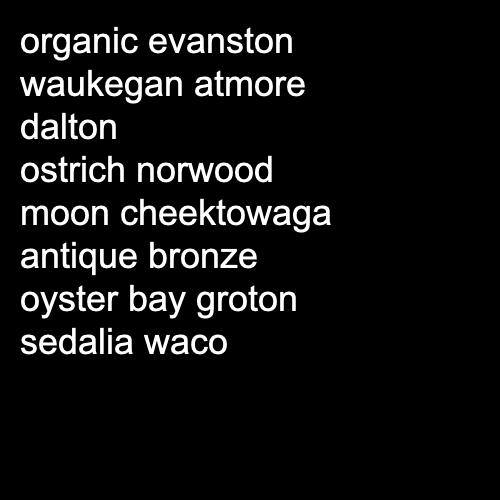 organic evanston
waukegan atmore
dalton
ostrich norwood
moon cheektowaga
antique bronze
oyster bay groton
sedalia waco